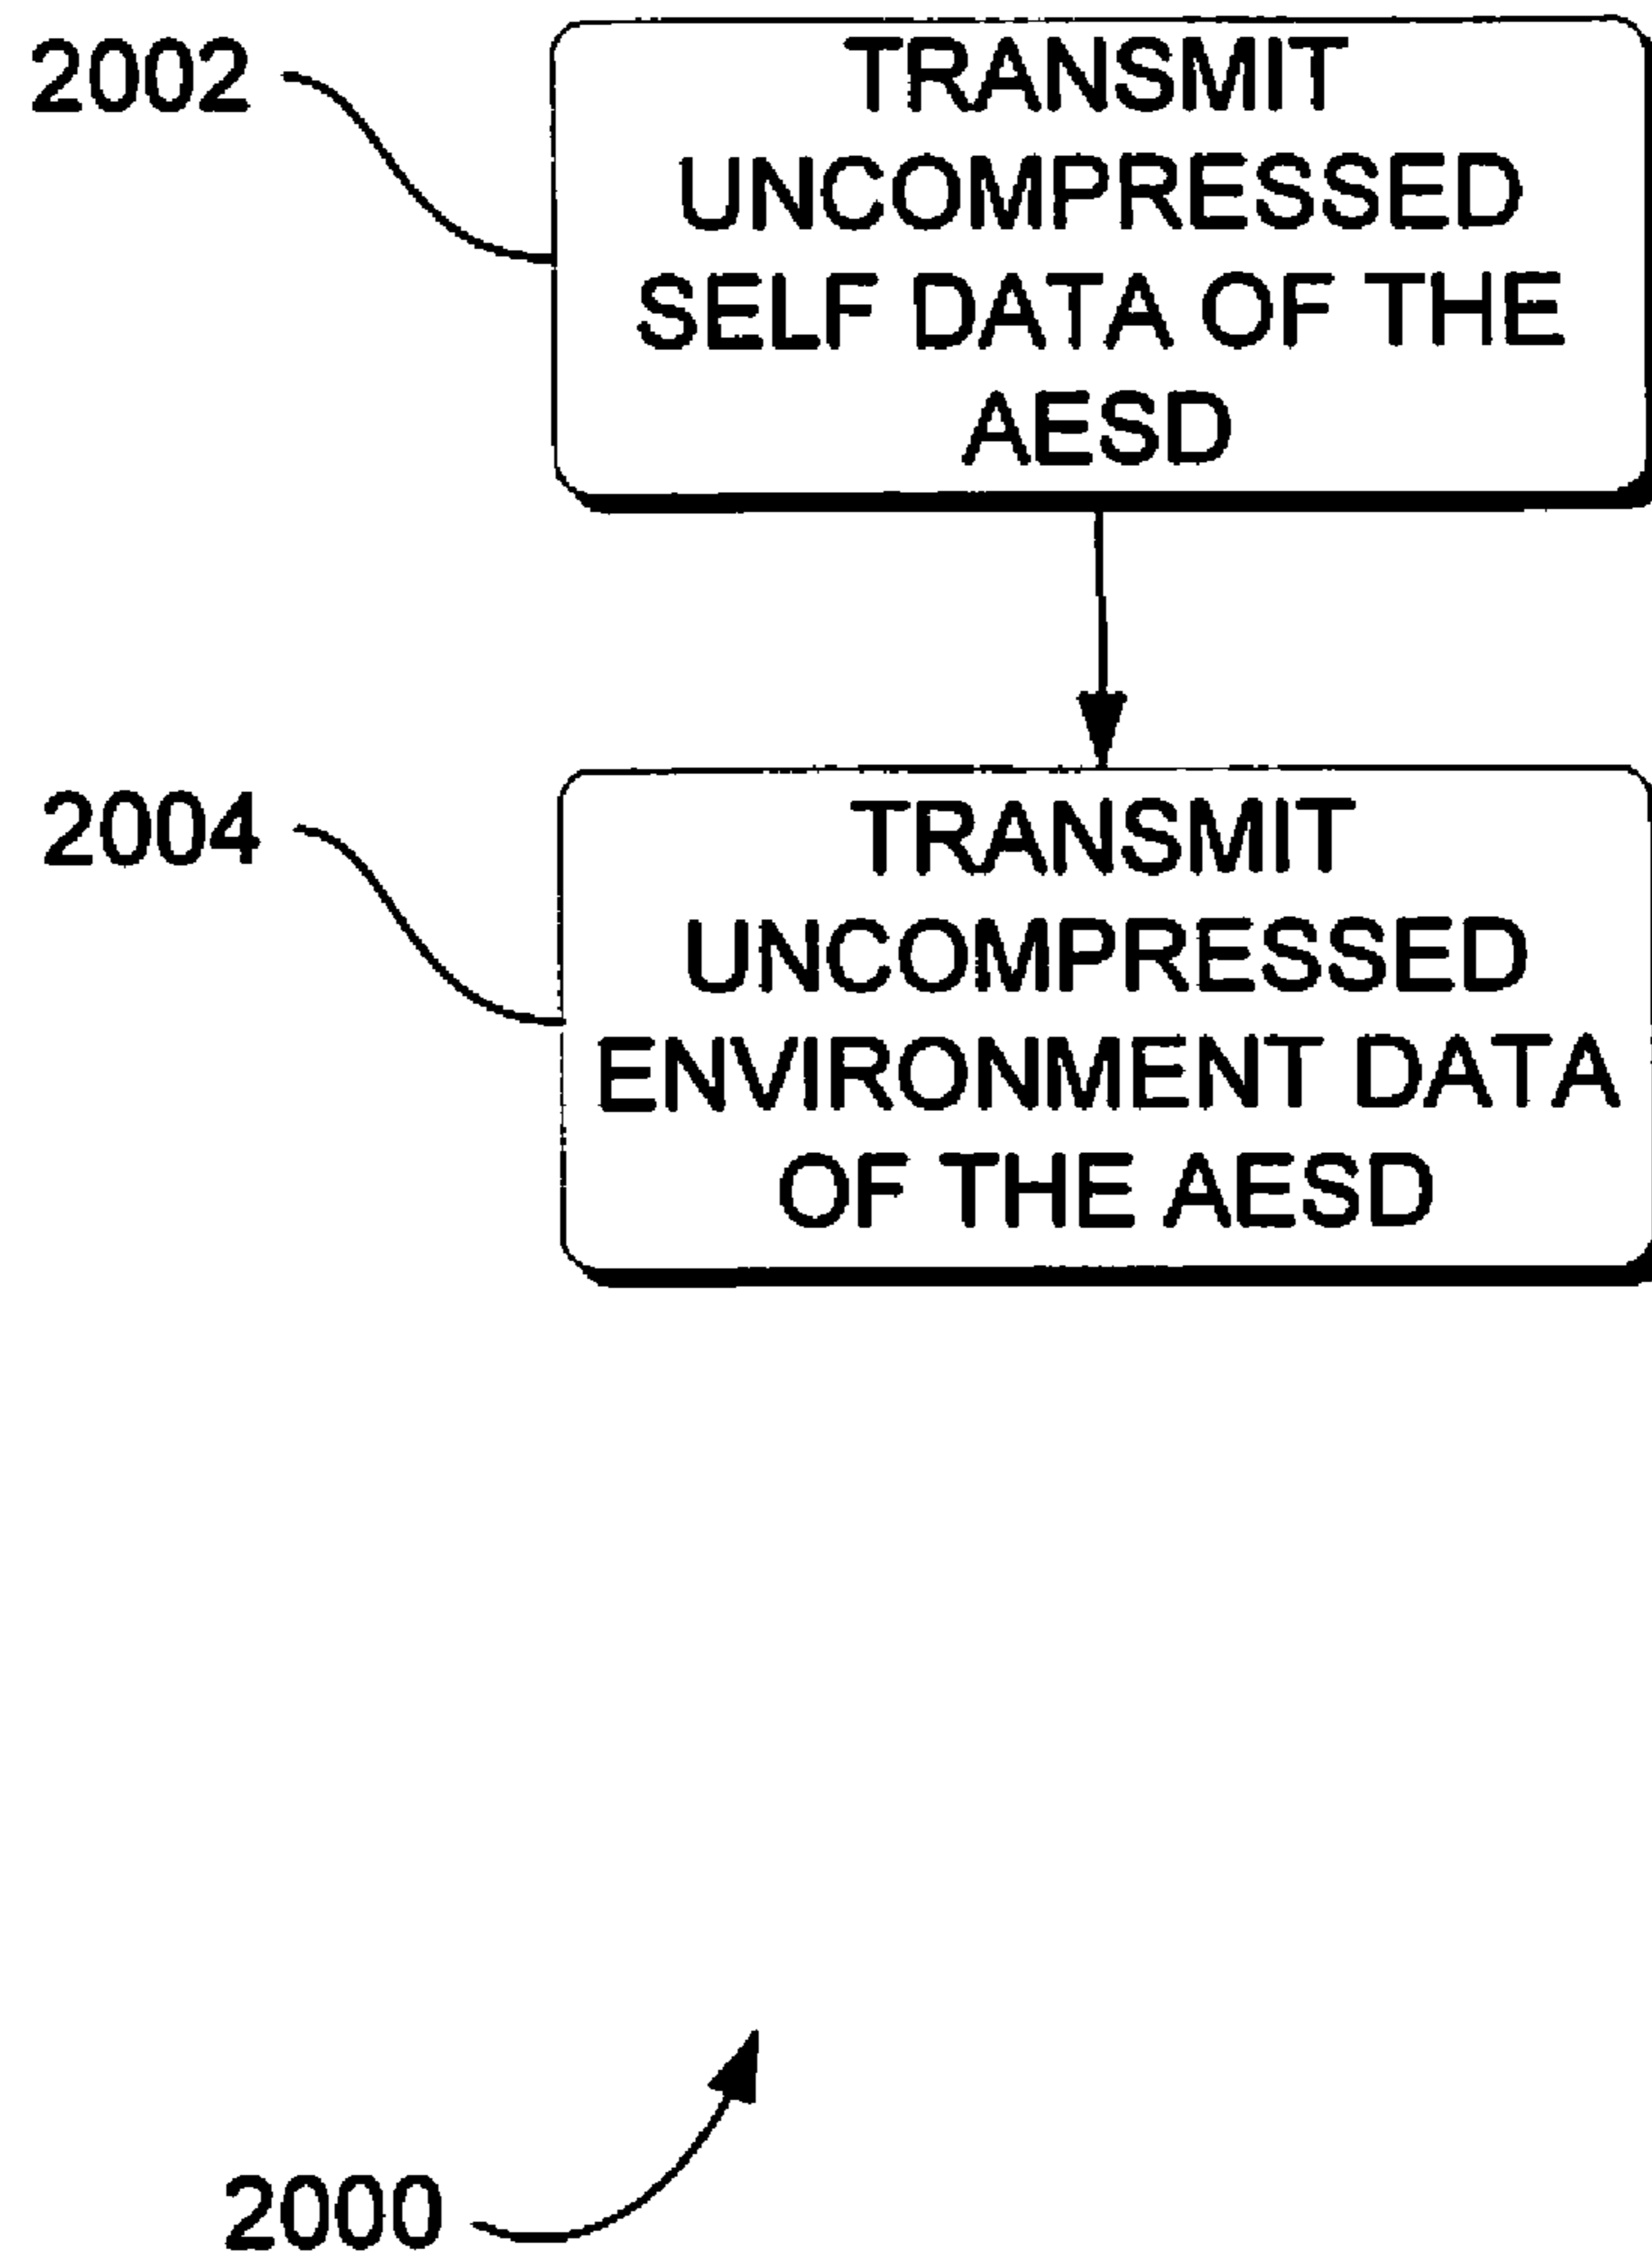 2002
TRANSMIT
UNCOMPRESSED
SELF DATA OF THE
AESD
2004
TRANSMIT
UNCOMPRESSED
ENVIRONMENT DATA
OF THE AESD
2000